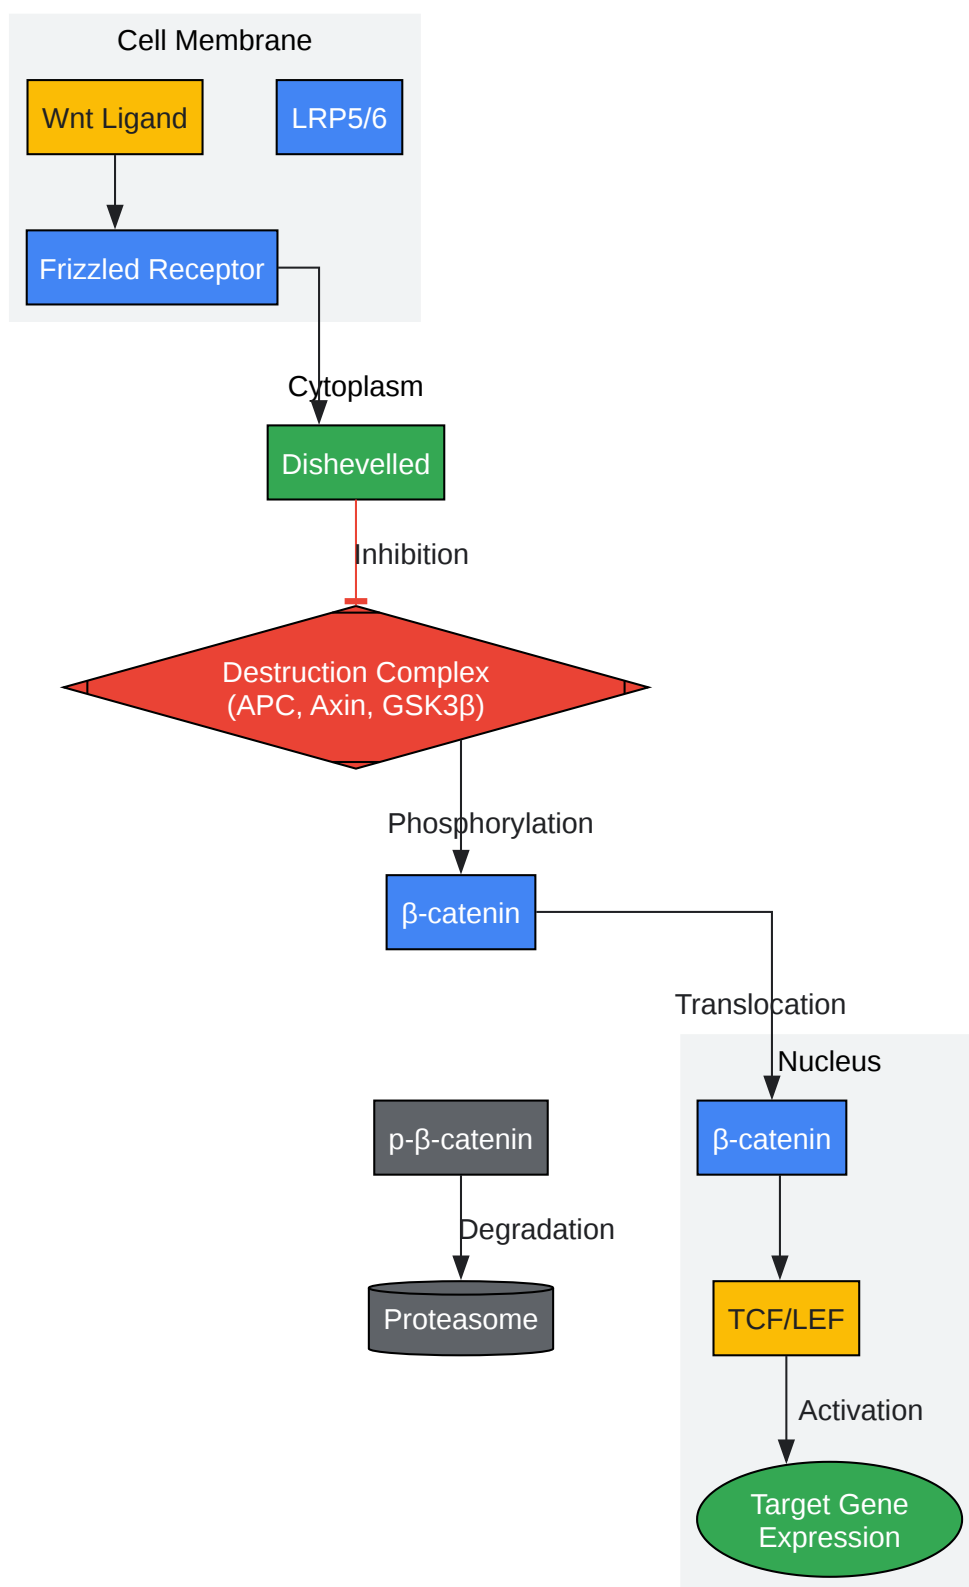 Cell Membrane
Wnt Ligand
LRP5/6
Frizzled Receptor
Cytoplasm
Dishevelled
Inhibition
Destruction Complex
(APC, Axin, GSK3β)
Phosphorylation
β-catenin
Translocation
Nucleus
p-β-catenin
β-catenin
Degradation
Proteasome
TCF/LEF
Activation
Target Gene
Expression